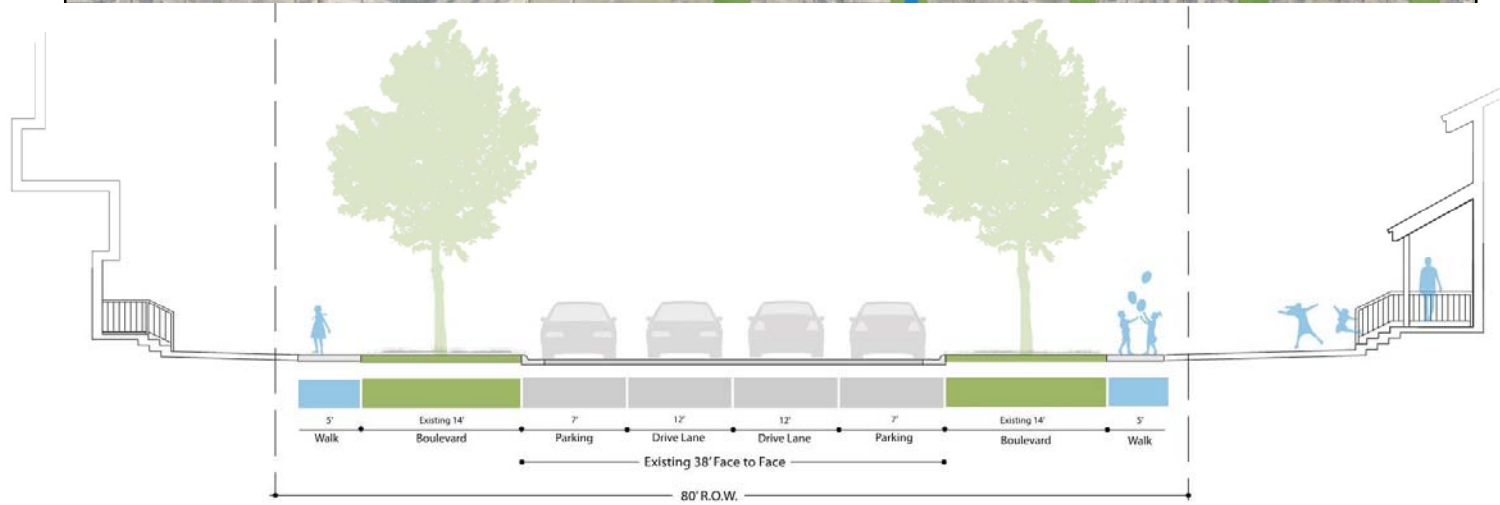 5' Existing 14' 7' 12' 12' 7' Existing 14' 5'
Walk Boulevard Parking Drive Lane Drive Lane Parking Boulevard Walk
Existing 38' Face to Face
80' R.O.W.